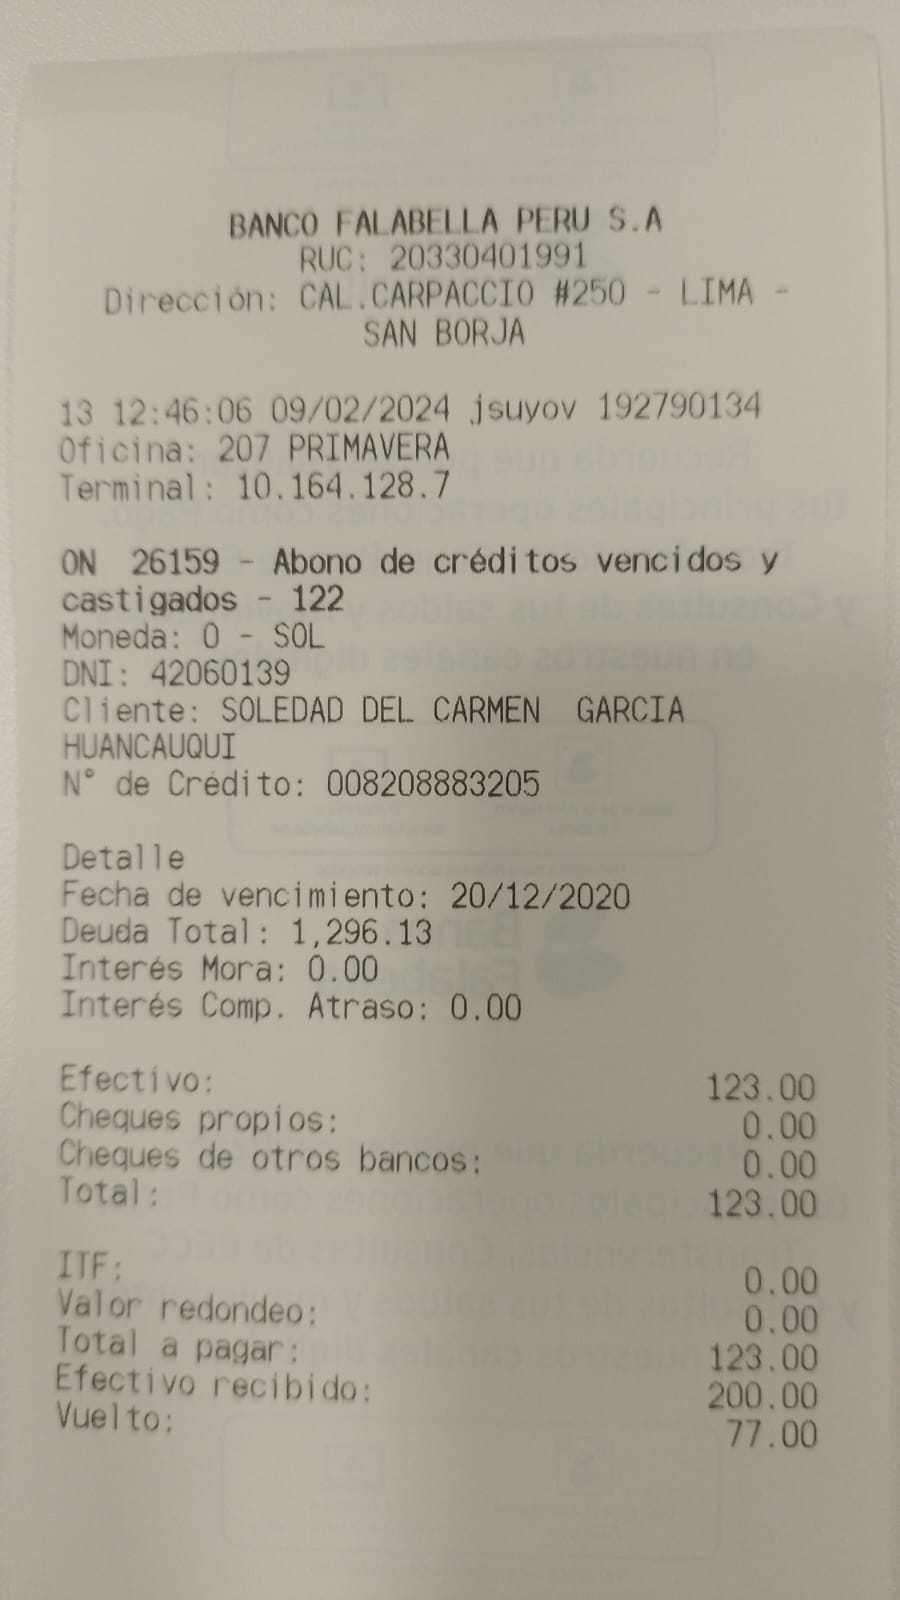 BANCO FALABELLA PERU S.A
RUC: 20330401991
Dirección: CAL.CARPACCIO #250 - LIMA -
SAN BORJA
13 12:46:06 09/02/2024 jsuyov 192790134
Oficina: 207 PRIMAVERA
Terminal: 10.164.128.7
ON 26159 - Abono de créditos vencidos y
castigados - 122
Moneda: 0 - SOL
DNI: 42060139
Cliente: SOLEDAD DEL CARMEN GARCIA
HUANCAUQUI
N° de Crédito: 008208883205
Detalle
Fecha de vencimiento: 20/12/2020
Deuda Total: 1,296.13
Interés Mora: 0.00
Interés Comp. Atraso: 0.00
Efectivo: 123.00
Cheques propios: 0.00
Cheques de otros bancos: 0.00
Total: 123.00
ITF: 0.00
Valor redondeo: 0.00
Total a pagar: 123.00
Efectivo recibido: 200.00
Vuelto: 77.00